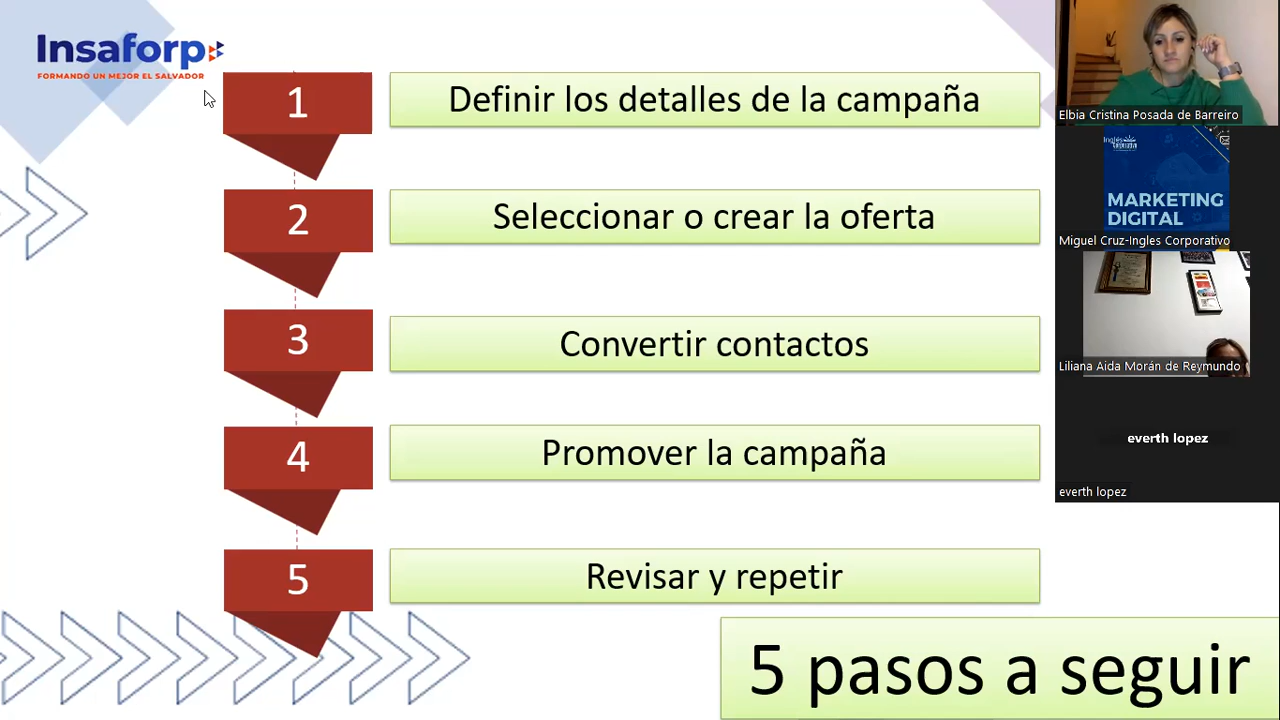 Insaforp
FORMANDO UN MEJOR EL SALVADOR
1
Definir los detalles de la campaña
2
Seleccionar o crear la oferta
3
Convertir contactos
4
Promover la campaña
5
Revisar y repetir
5 pasos a seguir
Elbia Cristina Posada de Barreiro
Inglés
Corporativo
MARKETING
DIGITAL
Miguel Cruz-Ingles Corporativo
Liliana Aida Morán de Reymundo
everth lopez
everth lopez